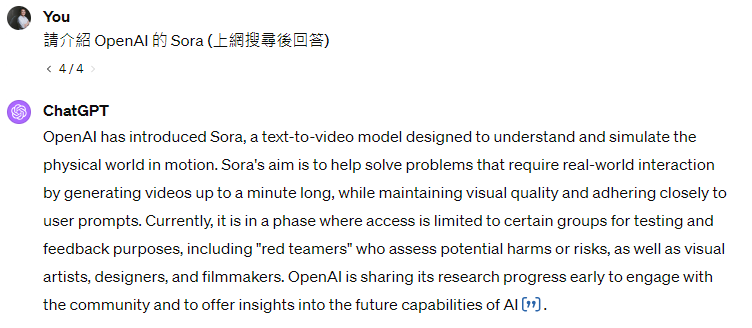 You
請介紹 OpenAI 的 Sora (上網搜尋後回答)
4 / 4
ChatGPT
OpenAI has introduced Sora, a text-to-video model designed to understand and simulate the
physical world in motion. Sora's aim is to help solve problems that require real-world interaction
by generating videos up to a minute long, while maintaining visual quality and adhering closely to
user prompts. Currently, it is in a phase where access is limited to certain groups for testing and
feedback purposes, including "red teamers" who assess potential harms or risks, as well as visual
artists, designers, and filmmakers. OpenAI is sharing its research progress early to engage with
the community and to offer insights into the future capabilities of AI ["].